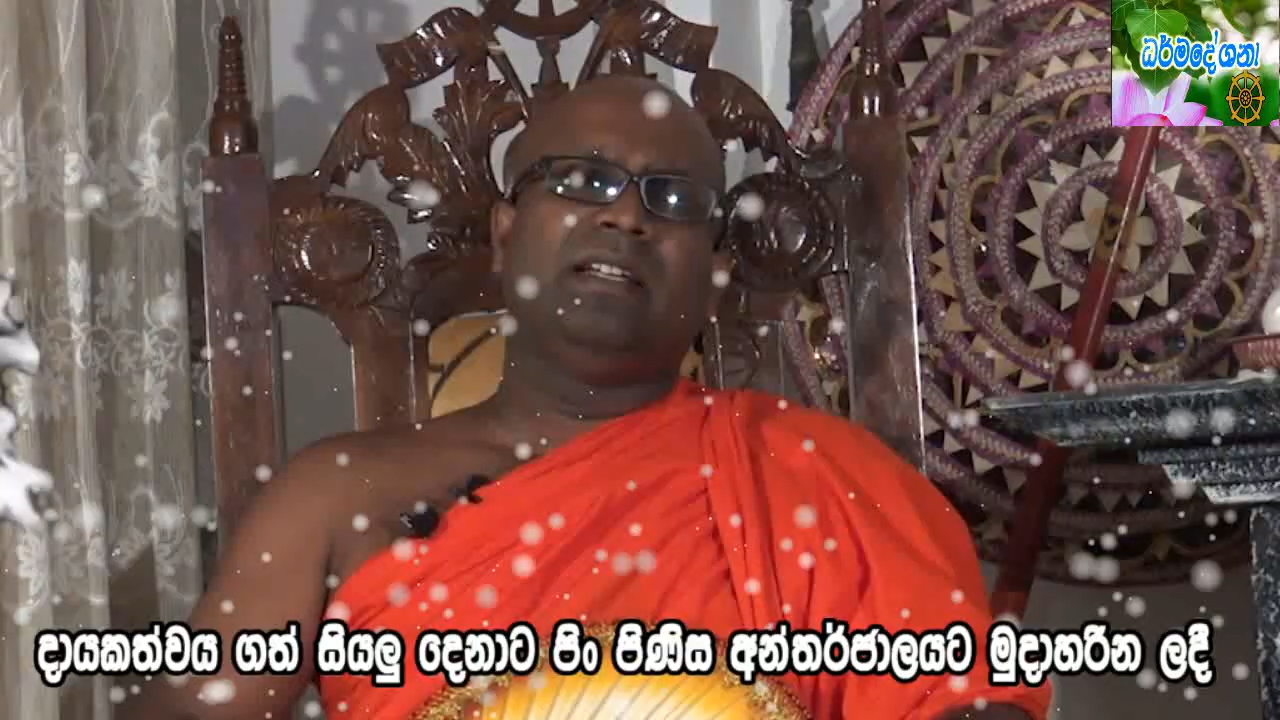 ධර්මදේශනා
දායකත්වය ගත් සියලු දෙනාට පිං පිණිස අන්තර්ජාලයට මුදාහරින ලදී